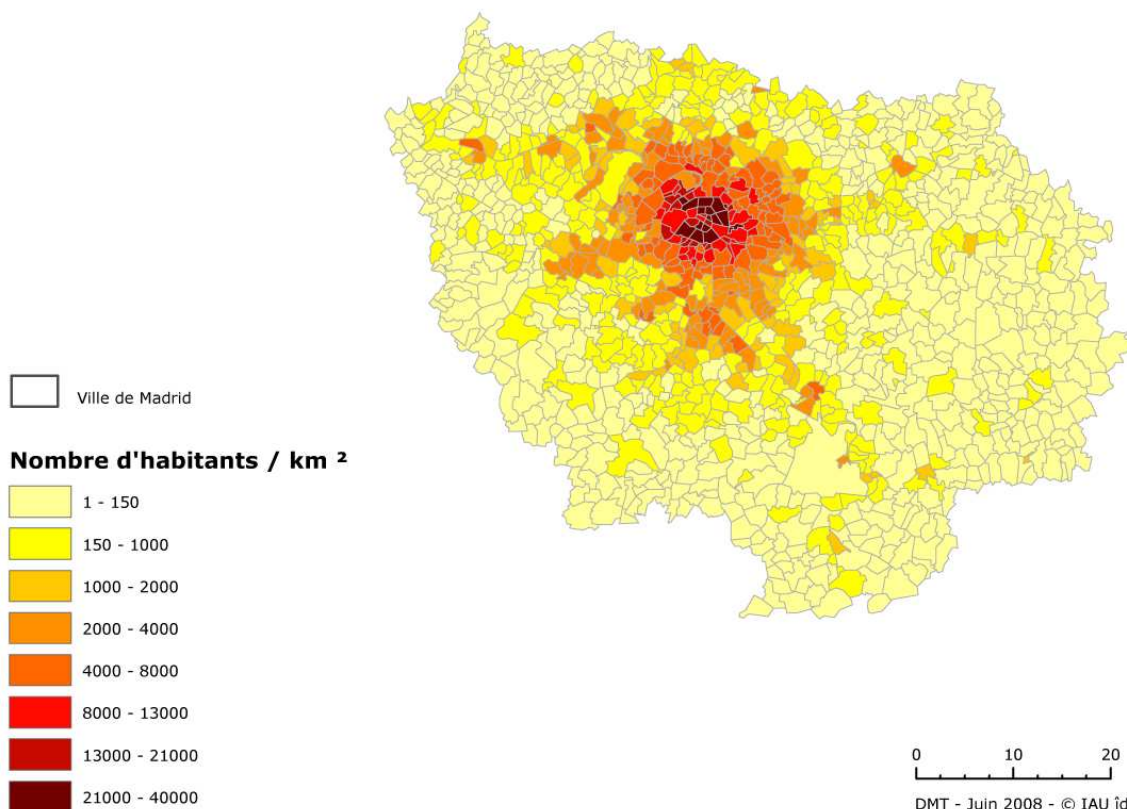 Ville de Madrid
Nombre d'habitants / km ²
1 - 150
150 - 1000
1000 - 2000
2000 - 4000
4000 - 8000
8000 - 13000
13000 - 21000
21000 - 40000
0 10 20
DMT - Juin 2008 - © IAU îd